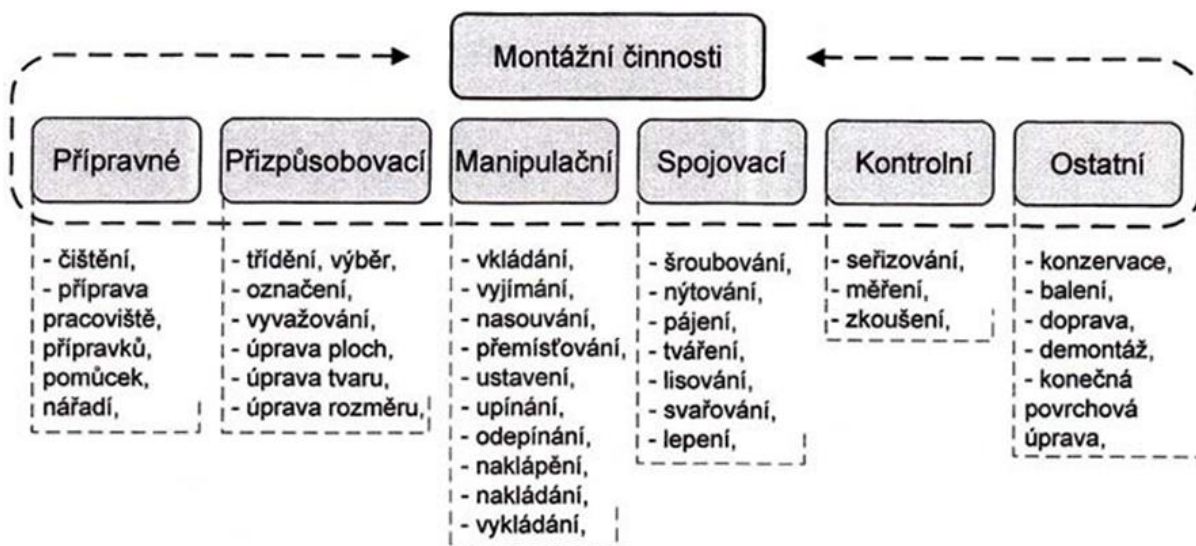 Montážní činnosti
Přípravné
Přizpůsobovací
Manipulační
Spojovací
Kontrolní
Ostatní
- čištění,
- příprava
pracoviště,
přípravků,
pomůcek,
nářadí,
- třídění, výběr,
- označení,
- vyvažování,
- úprava ploch,
- úprava tvaru,
- úprava rozměru,
- vkládání,
- vyjímání,
- nasouvání,
- přemísťování,
- ustavení,
- upínání,
- odepínání,
- naklápění,
- nakládání,
- vykládání,
- šroubování,
- nýtování,
- pájení,
- tváření,
- lisování,
- svařování,
- lepení,
- seřizování,
- měření,
- zkoušení,
- konzervace,
- balení,
- doprava,
- demontáž,
- konečná
povrchová
úprava,